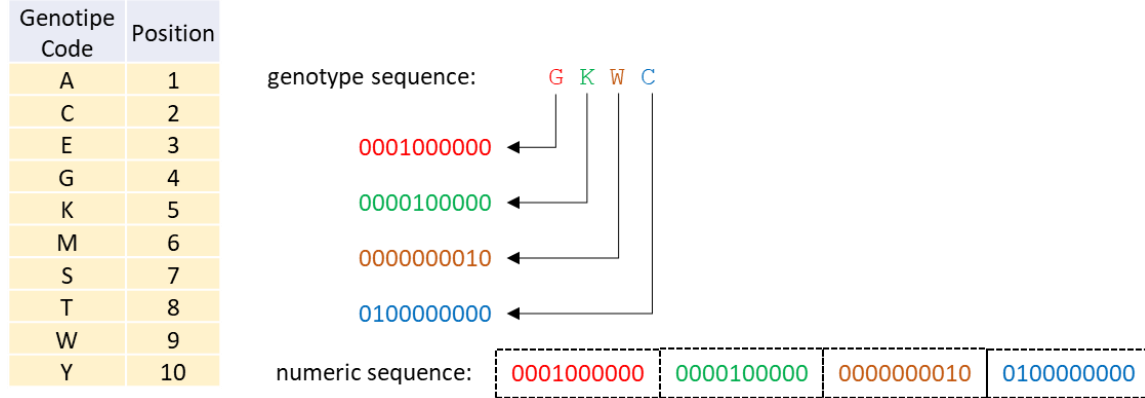 Genotipe Code Position
A 1
C 2
E 3
G 4
K 5
M 6
S 7
T 8
W 9
Y 10
genotype sequence: G K W C
0001000000
0000100000
0000000010
0100000000
numeric sequence: 0001000000 0000100000 0000000010 0100000000